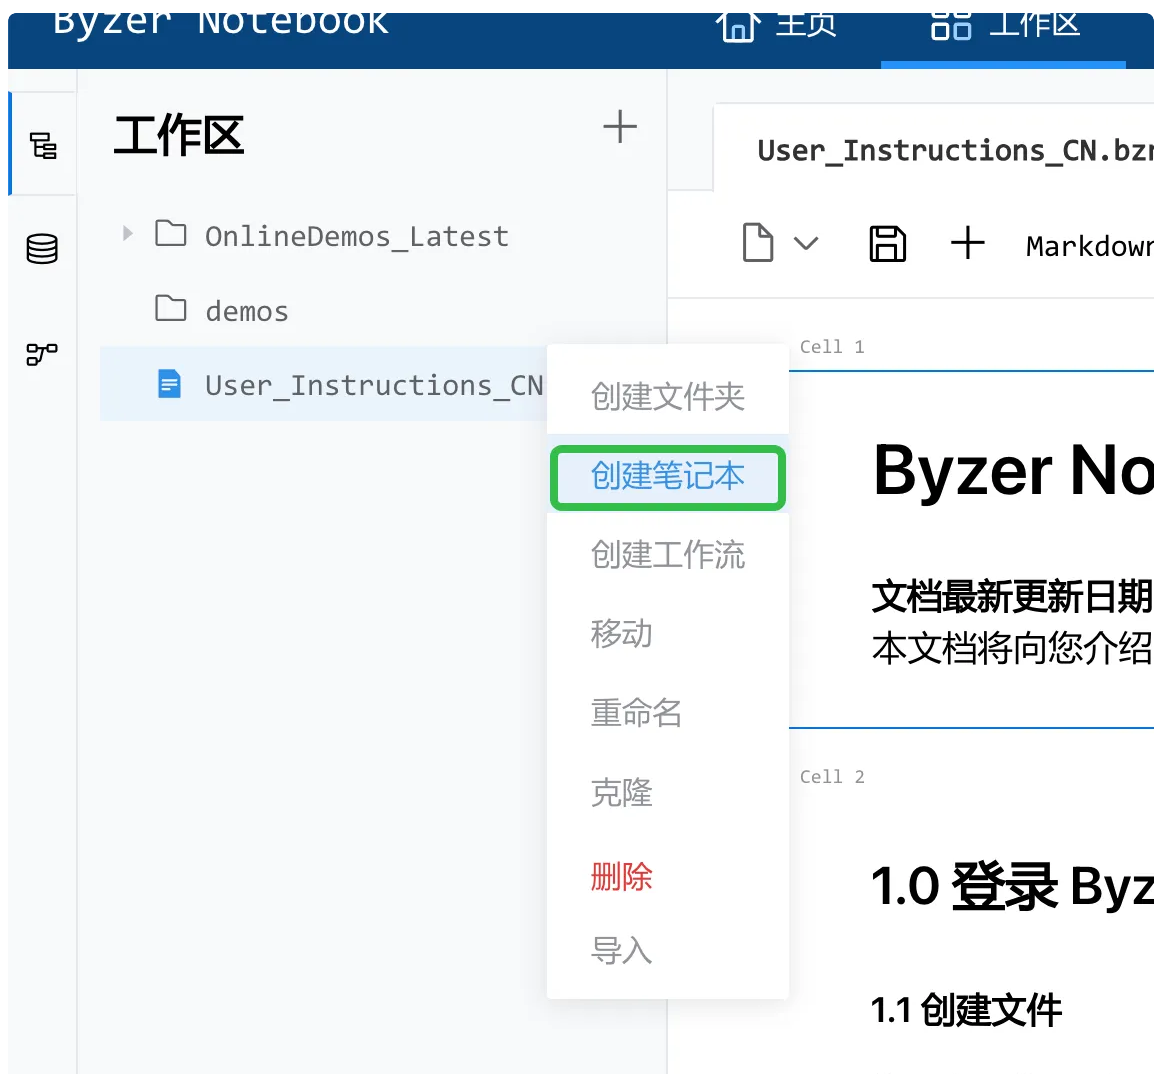 Byzer Notebook
主页
工作区
工作区
OnlineDemos_Latest
demos
User_Instructions_CN
创建文件夹
创建笔记本
创建工作流
移动
重命名
克隆
删除
导入
User_Instructions_CN.bzn
Markdown
Cell 1
Byzer No
文档最新更新日期
本文档将向您介绍
Cell 2
1.0 登录 Byz
1.1 创建文件